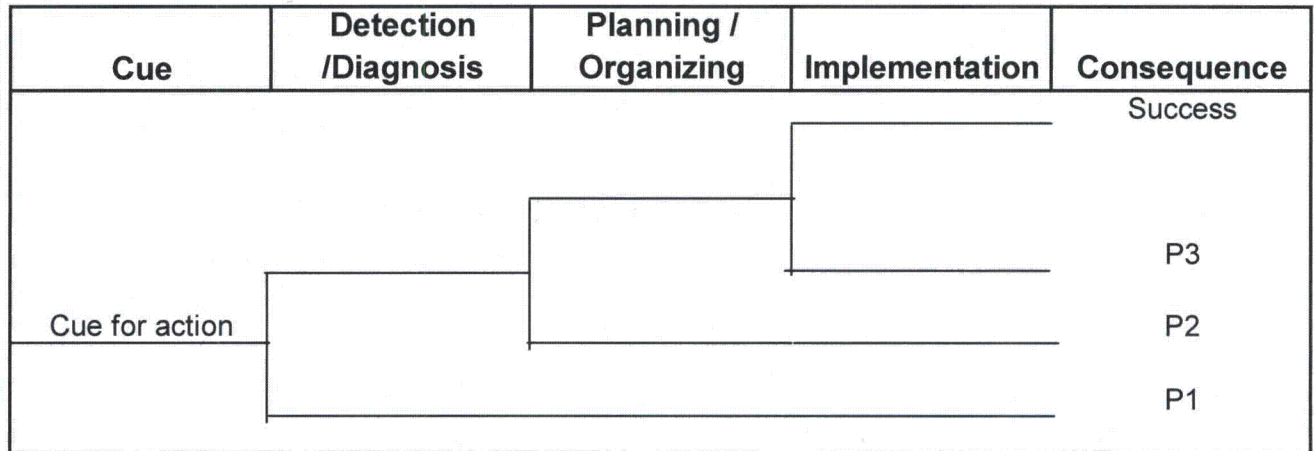 Cue
Detection
/Diagnosis
Planning /
Organizing
Implementation
Consequence
Success
P3
Cue for action
P2
P1